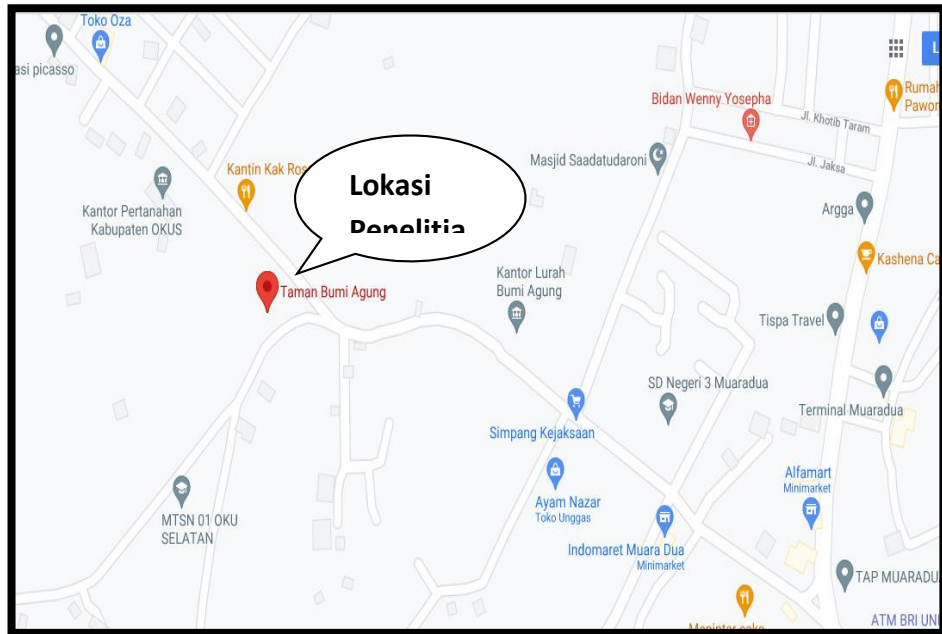 Toko Oza
asi picasso
Rumah
Pawon
Bidan Wenny Yosepha
Jl. Khotib Taram
Masjid Saadatudaroni
Jl. Jaksa
Kantin Kak Ros
Lokasi
Penelitia
Kantor Pertanahan
Kabupaten OKUS
Argga
Kashena Ca
Kantor Lurah
Bumi Agung
Taman Bumi Agung
Tispa Travel
SD Negeri 3 Muaradua
Terminal Muaradua
Simpang Kejaksaan
Alfamart
Minimarket
Ayam Nazar
Toko Unggas
MTSN 01 OKU
SELATAN
Indomaret Muara Dua
Minimarket
TAP MUARADU
ATM BRI UNI